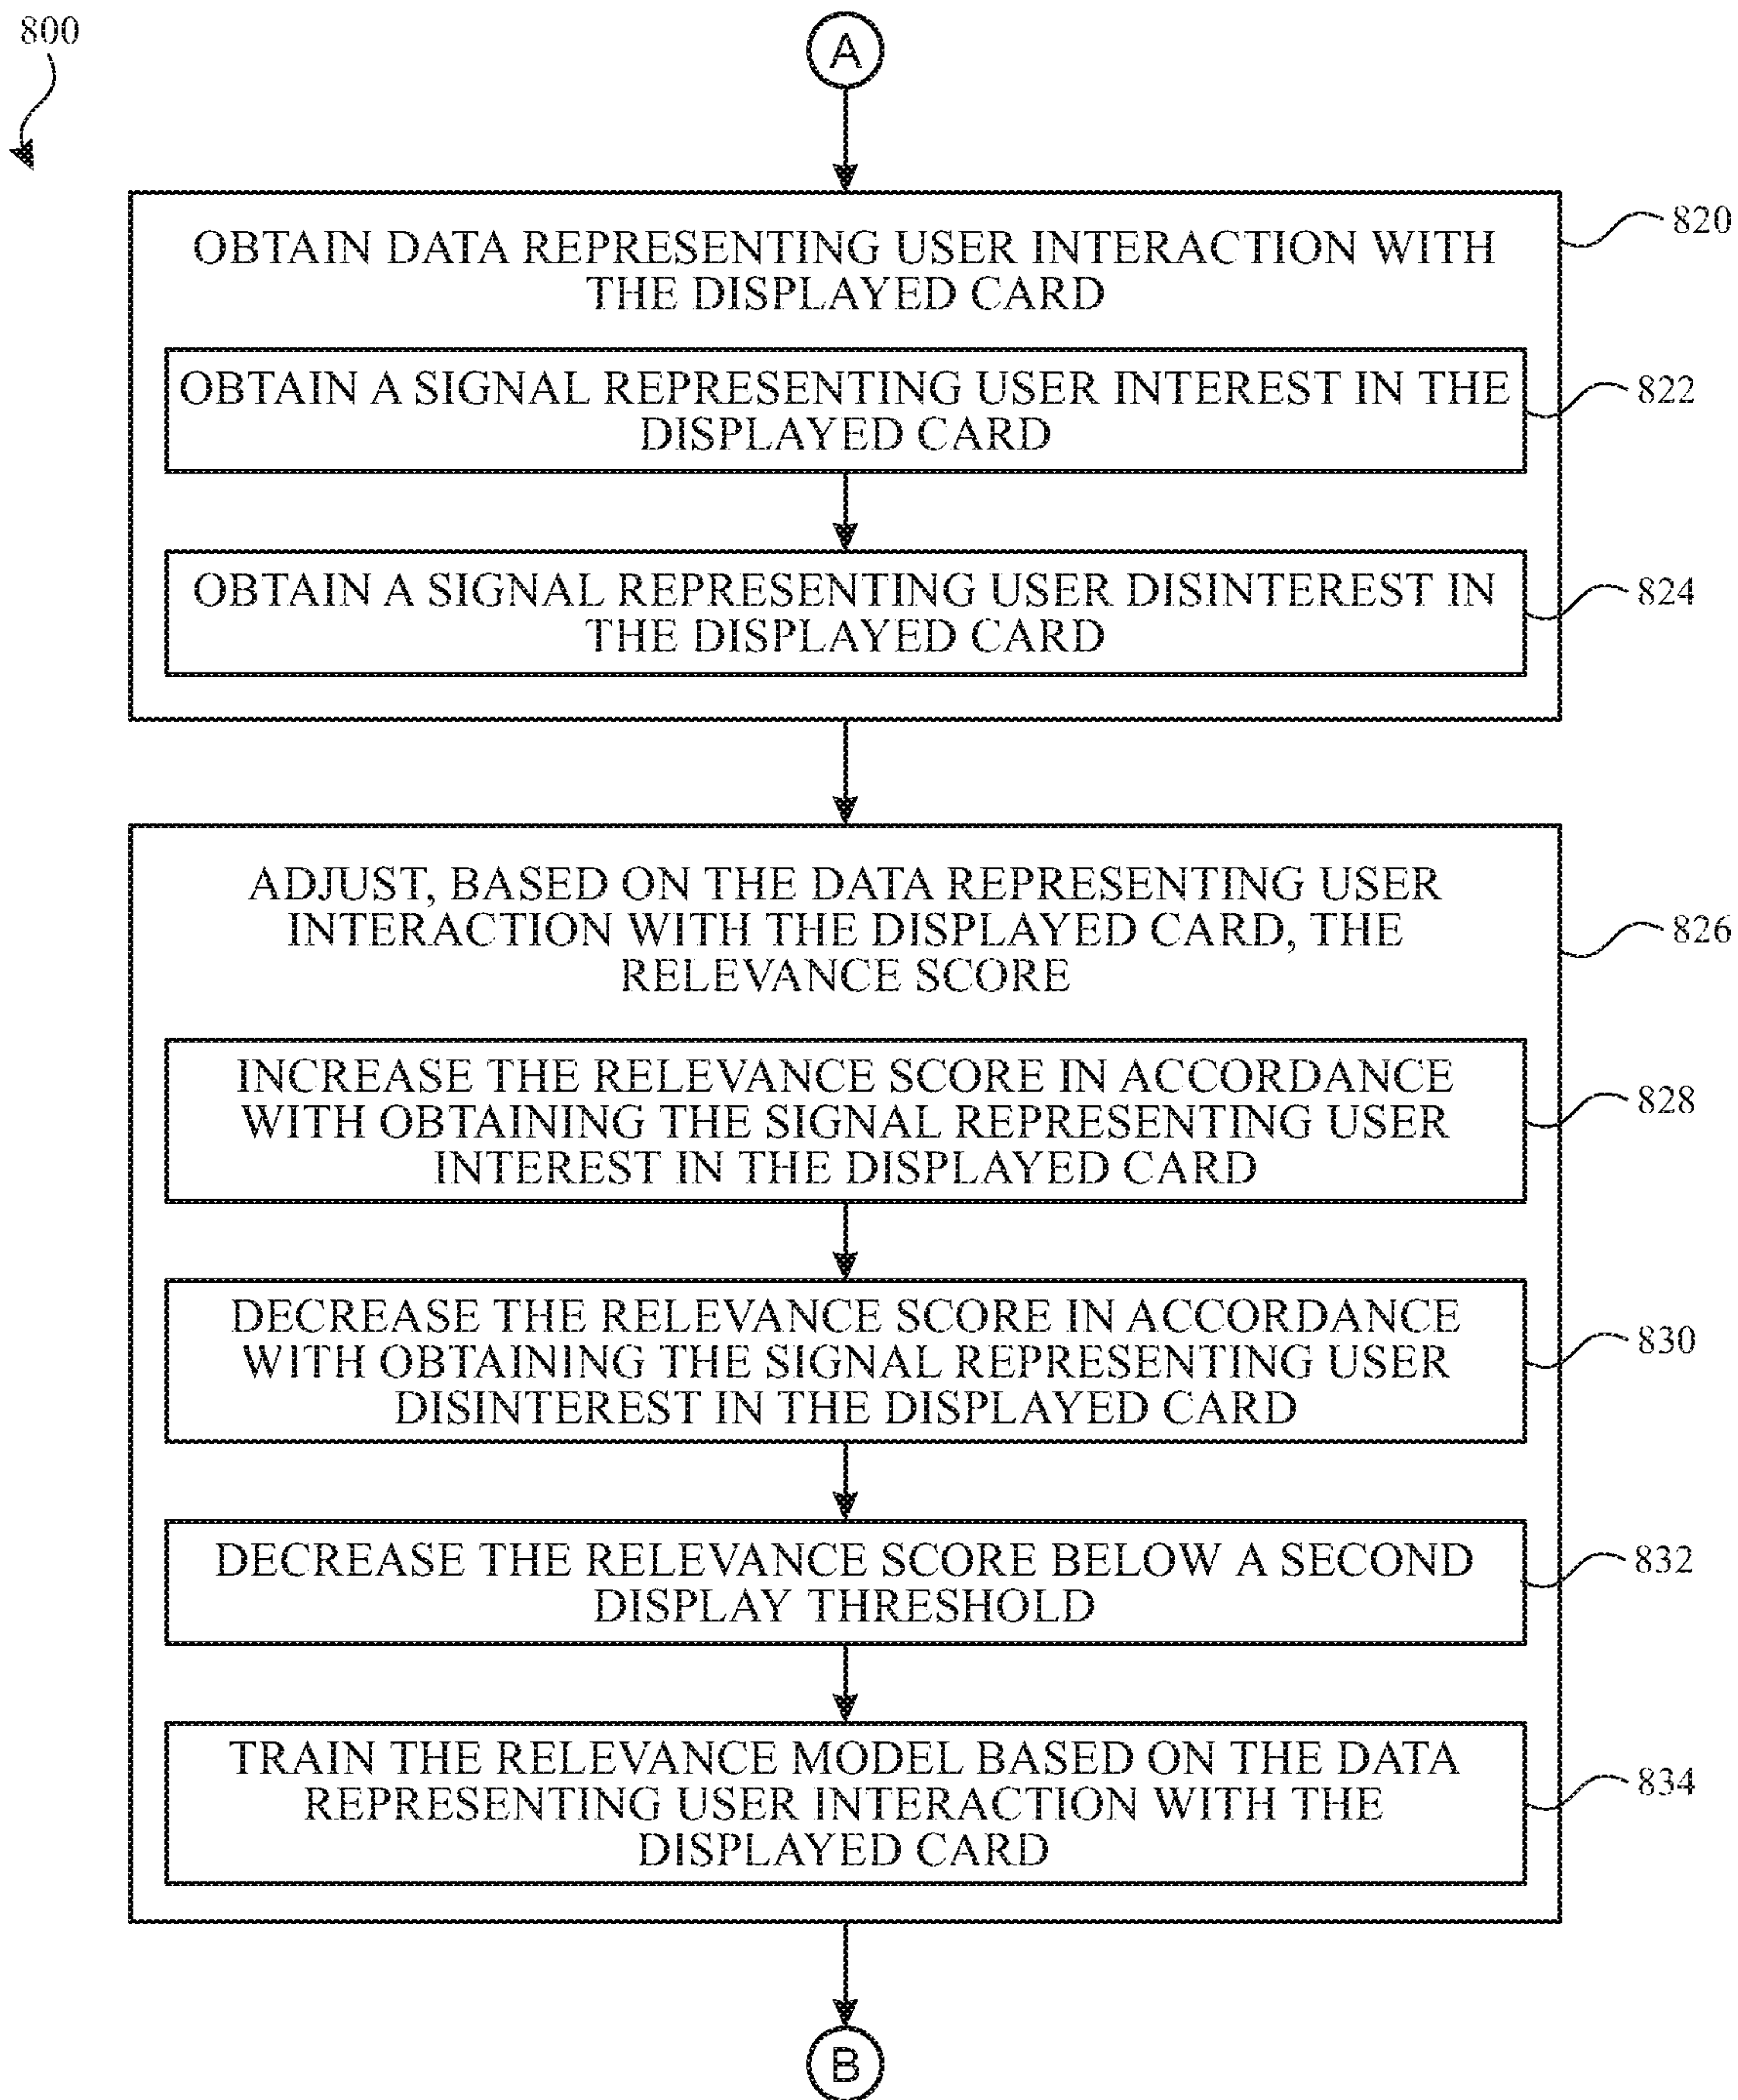 800
A
OBTAIN DATA REPRESENTING USER INTERACTION WITH
THE DISPLAYED CARD
820
OBTAIN A SIGNAL REPRESENTING USER INTEREST IN THE
DISPLAYED CARD
822
OBTAIN A SIGNAL REPRESENTING USER DISINTEREST IN
THE DISPLAYED CARD
824
ADJUST, BASED ON THE DATA REPRESENTING USER
INTERACTION WITH THE DISPLAYED CARD, THE
RELEVANCE SCORE
826
INCREASE THE RELEVANCE SCORE IN ACCORDANCE
WITH OBTAINING THE SIGNAL REPRESENTING USER
INTEREST IN THE DISPLAYED CARD
828
DECREASE THE RELEVANCE SCORE IN ACCORDANCE
WITH OBTAINING THE SIGNAL REPRESENTING USER
DISINTEREST IN THE DISPLAYED CARD
830
DECREASE THE RELEVANCE SCORE BELOW A SECOND
DISPLAY THRESHOLD
832
TRAIN THE RELEVANCE MODEL BASED ON THE DATA
REPRESENTING USER INTERACTION WITH THE
DISPLAYED CARD
834
B